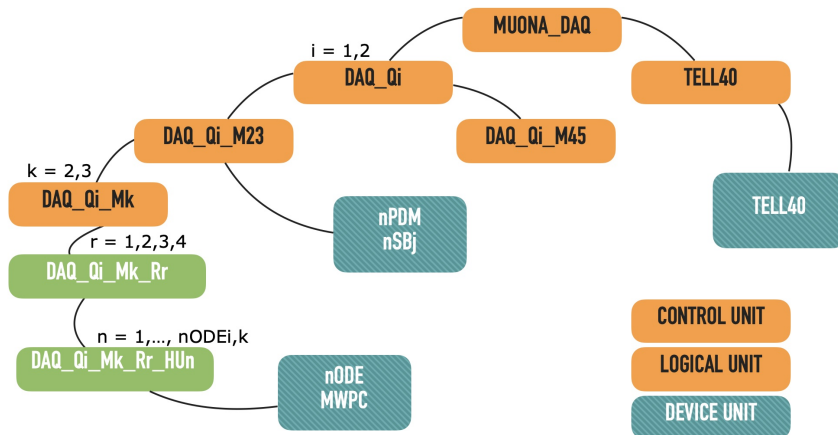 MUONA_DAQ
i = 1,2
DAQ_Qi
TELL40
DAQ_Qi_M23
DAQ_Qi_M45
k = 2,3
DAQ_Qi_Mk
nPDM
nSBj
TELL40
r = 1,2,3,4
DAQ_Qi_Mk_Rr
n = 1,..., nODEi,k
DAQ_Qi_Mk_Rr_HUn
nODE
MWPC
CONTROL UNIT
LOGICAL UNIT
DEVICE UNIT